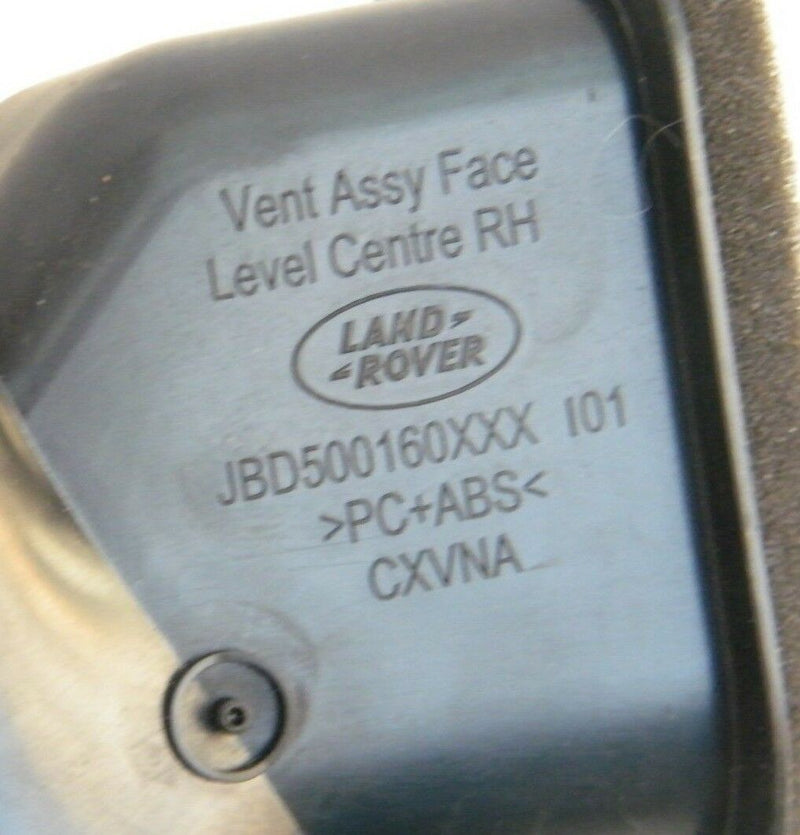 Vent Assy Face
Level Centre RH
LAND
ROVER
JBD500160XXX I01
>PC+ABS<
CXVNA